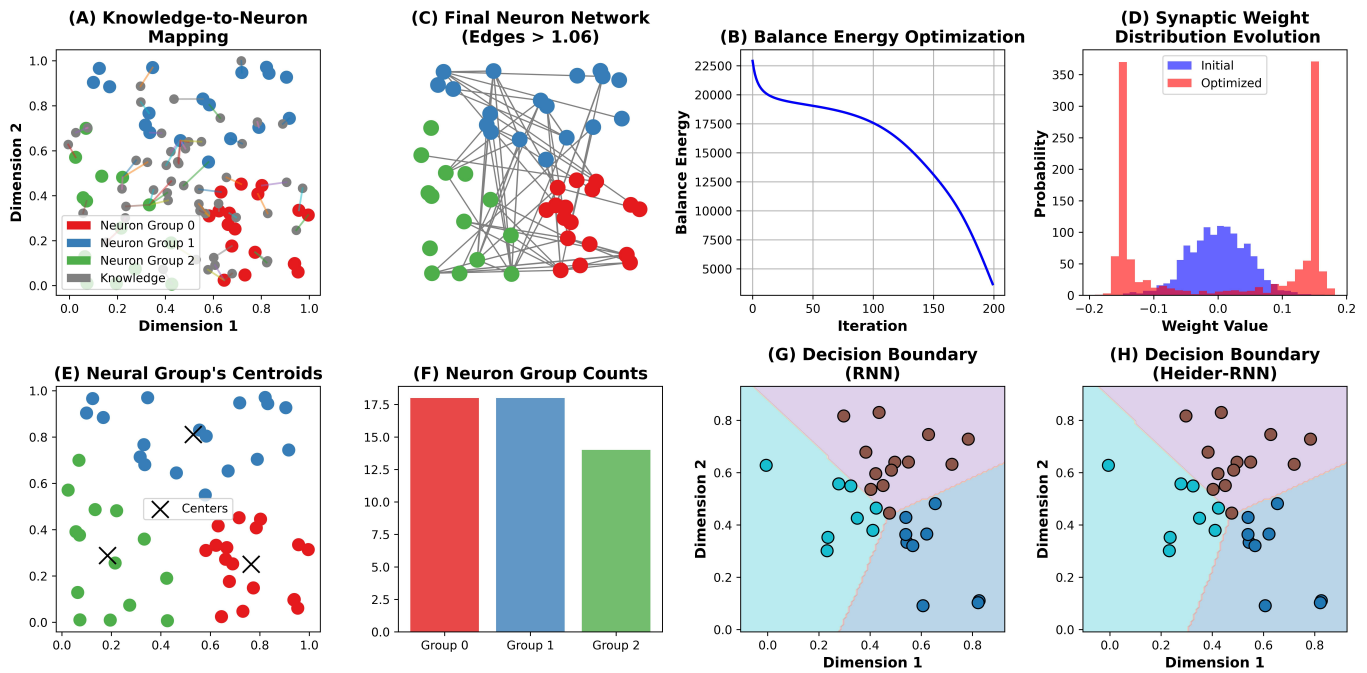 (A) Knowledge-to-Neuron
Mapping
1.0
0.8
0.6
0.4
0.2
0.0
Dimension 2
Neuron Group 0
Neuron Group 1
Neuron Group 2
Knowledge
0.0 0.2 0.4 0.6 0.8 1.0
Dimension 1
(C) Final Neuron Network
(Edges > 1.06)
(B) Balance Energy Optimization
22500
20000
17500
15000
12500
10000
7500
5000
Balance Energy
0 50 100 150 200
Iteration
(D) Synaptic Weight
Distribution Evolution
Initial
Optimized
350
300
250
200
150
100
50
0
Probability
−0.2 −0.1 0.0 0.1 0.2
Weight Value
(E) Neural Group's Centroids
1.0
0.8
0.6
0.4
0.2
0.0
Centers
0.0 0.2 0.4 0.6 0.8 1.0
(F) Neuron Group Counts
17.5
15.0
12.5
10.0
7.5
5.0
2.5
0.0
Group 0 Group 1 Group 2
(G) Decision Boundary
(RNN)
0.8
0.6
0.4
0.2
0.0
Dimension 2
0.0 0.2 0.4 0.6 0.8
Dimension 1
(H) Decision Boundary
(Heider-RNN)
0.8
0.6
0.4
0.2
0.0
Dimension 2
0.0 0.2 0.4 0.6 0.8
Dimension 1